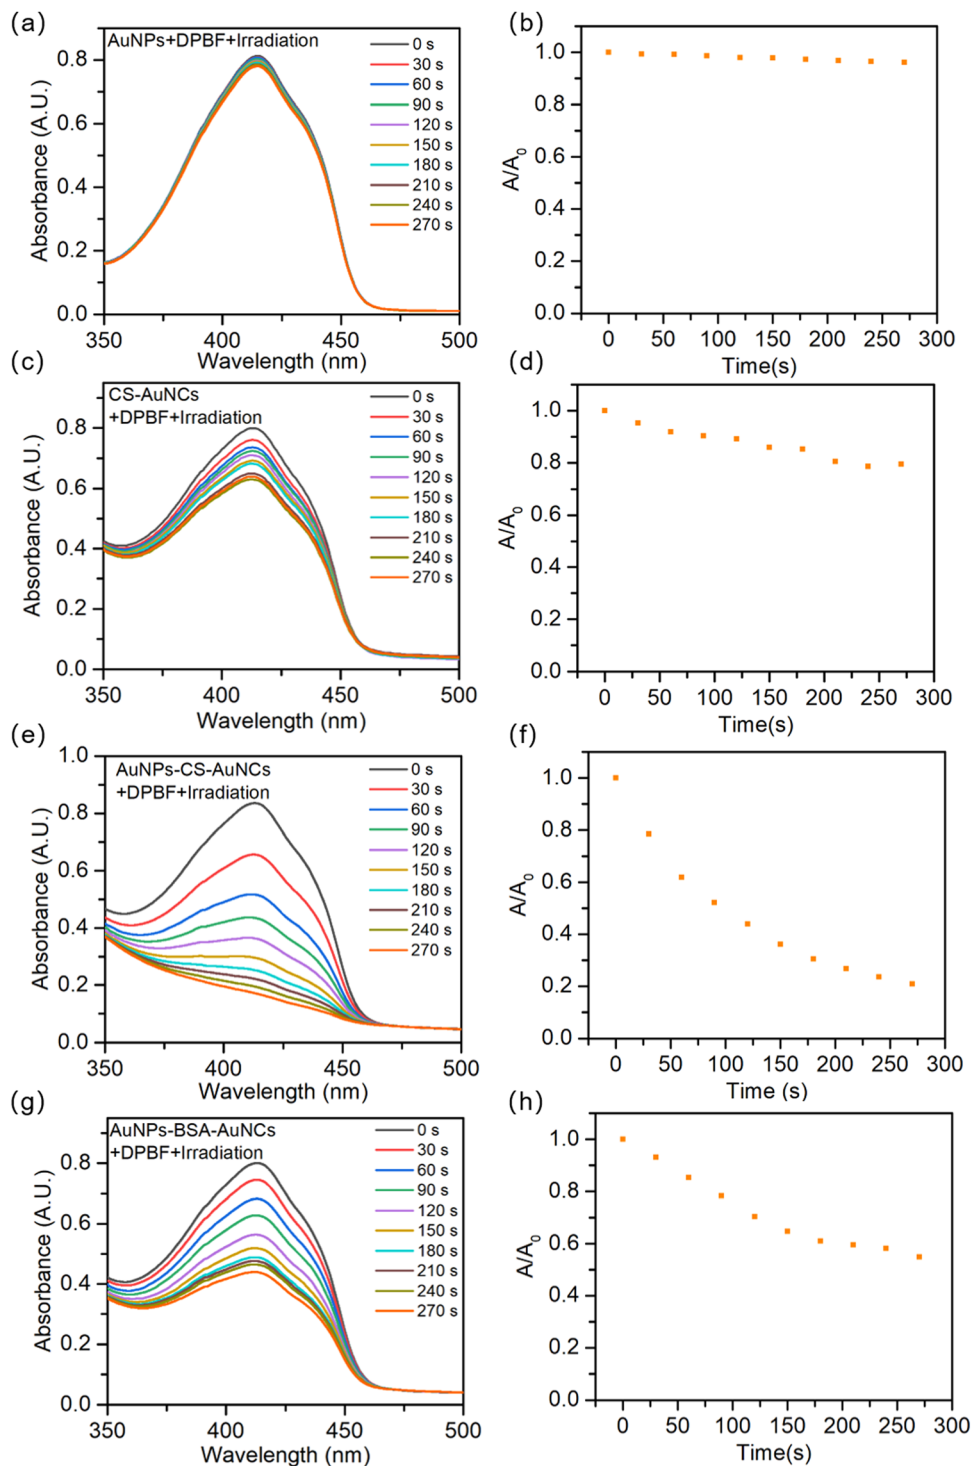 (a)
AuNPs+DPBF+Irradiation
0 s
30 s
60 s
90 s
120 s
150 s
180 s
210 s
240 s
270 s
0.8
0.6
0.4
0.2
0.0
Absorbance (A.U.)
350
400
450
500
Wavelength (nm)
(b)
1.0
0.8
0.6
0.4
0.2
0.0
A/A0
0
50
100
150
200
250
300
Time(s)
(c)
CS-AuNCs
+DPBF+Irradiation
0 s
30 s
60 s
90 s
120 s
150 s
180 s
210 s
240 s
270 s
0.8
0.6
0.4
0.2
0.0
Absorbance (A.U.)
350
400
450
500
Wavelength (nm)
(d)
1.0
0.8
0.6
0.4
0.2
0.0
A/A0
0
50
100
150
200
250
300
Time(s)
(e)
AuNPs-CS-AuNCs
+DPBF+Irradiation
0 s
30 s
60 s
90 s
120 s
150 s
180 s
210 s
240 s
270 s
1.0
0.8
0.6
0.4
0.2
0.0
Absorbance (A.U.)
350
400
450
500
Wavelength (nm)
(f)
1.0
0.8
0.6
0.4
0.2
0.0
A/A0
0
50
100
150
200
250
300
Time (s)
(g)
AuNPs-BSA-AuNCs
+DPBF+Irradiation
0 s
30 s
60 s
90 s
120 s
150 s
180 s
210 s
240 s
270 s
0.8
0.6
0.4
0.2
0.0
Absorbance (A.U.)
350
400
450
500
Wavelength (nm)
(h)
1.0
0.8
0.6
0.4
0.2
0.0
A/A0
0
50
100
150
200
250
300
Time(s)